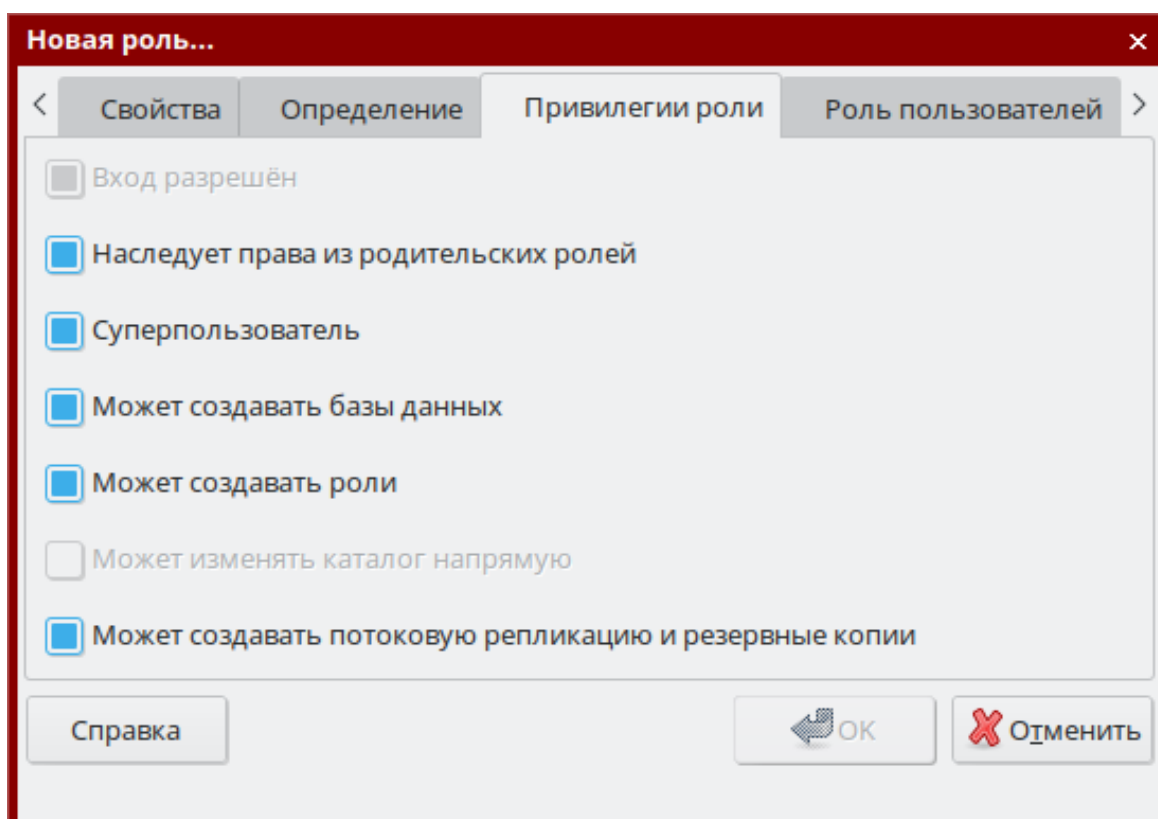 Новая роль...
Свойства Определение Привилегии роли Роль пользователей
Вход разрешён
Наследует права из родительских ролей
Суперпользователь
Может создавать базы данных
Может создавать роли
Может изменять каталог напрямую
Может создавать потоковую репликацию и резервные копии
Справка OK Отменить